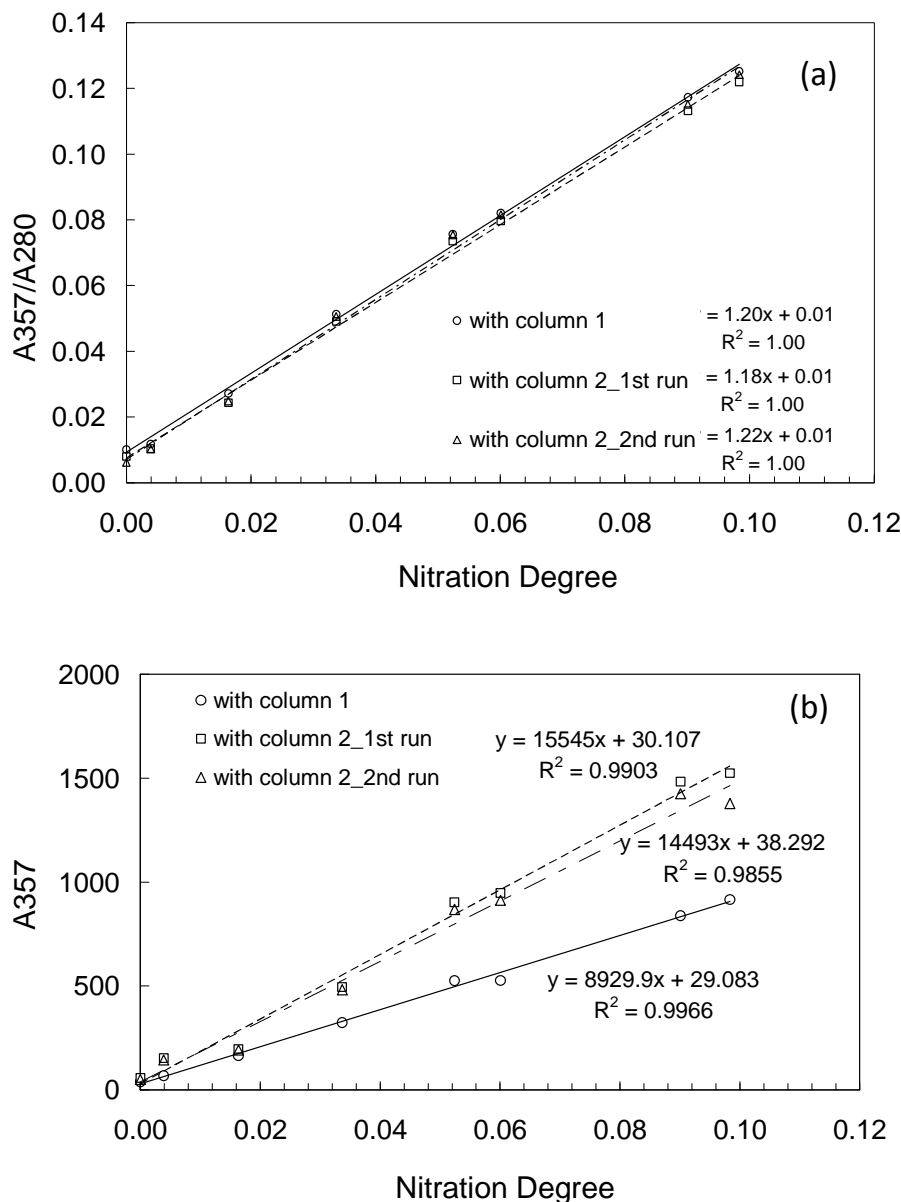 0.14
(a)
0.12
0.10
0.08
0.06
0.04
0.02
0.00
A357/A280
with column 1
= 1.20x + 0.01
R² = 1.00
with column 2_1st run
= 1.18x + 0.01
R² = 1.00
with column 2_2nd run
= 1.22x + 0.01
R² = 1.00
0.00 0.02 0.04 0.06 0.08 0.10 0.12
Nitration Degree
2000
(b)
1500
1000
500
0
A357
with column 1
with column 2_1st run
with column 2_2nd run
y = 15545x + 30.107
R² = 0.9903
y = 14493x + 38.292
R² = 0.9855
y = 8929.9x + 29.083
R² = 0.9966
0.00 0.02 0.04 0.06 0.08 0.10 0.12
Nitration Degree